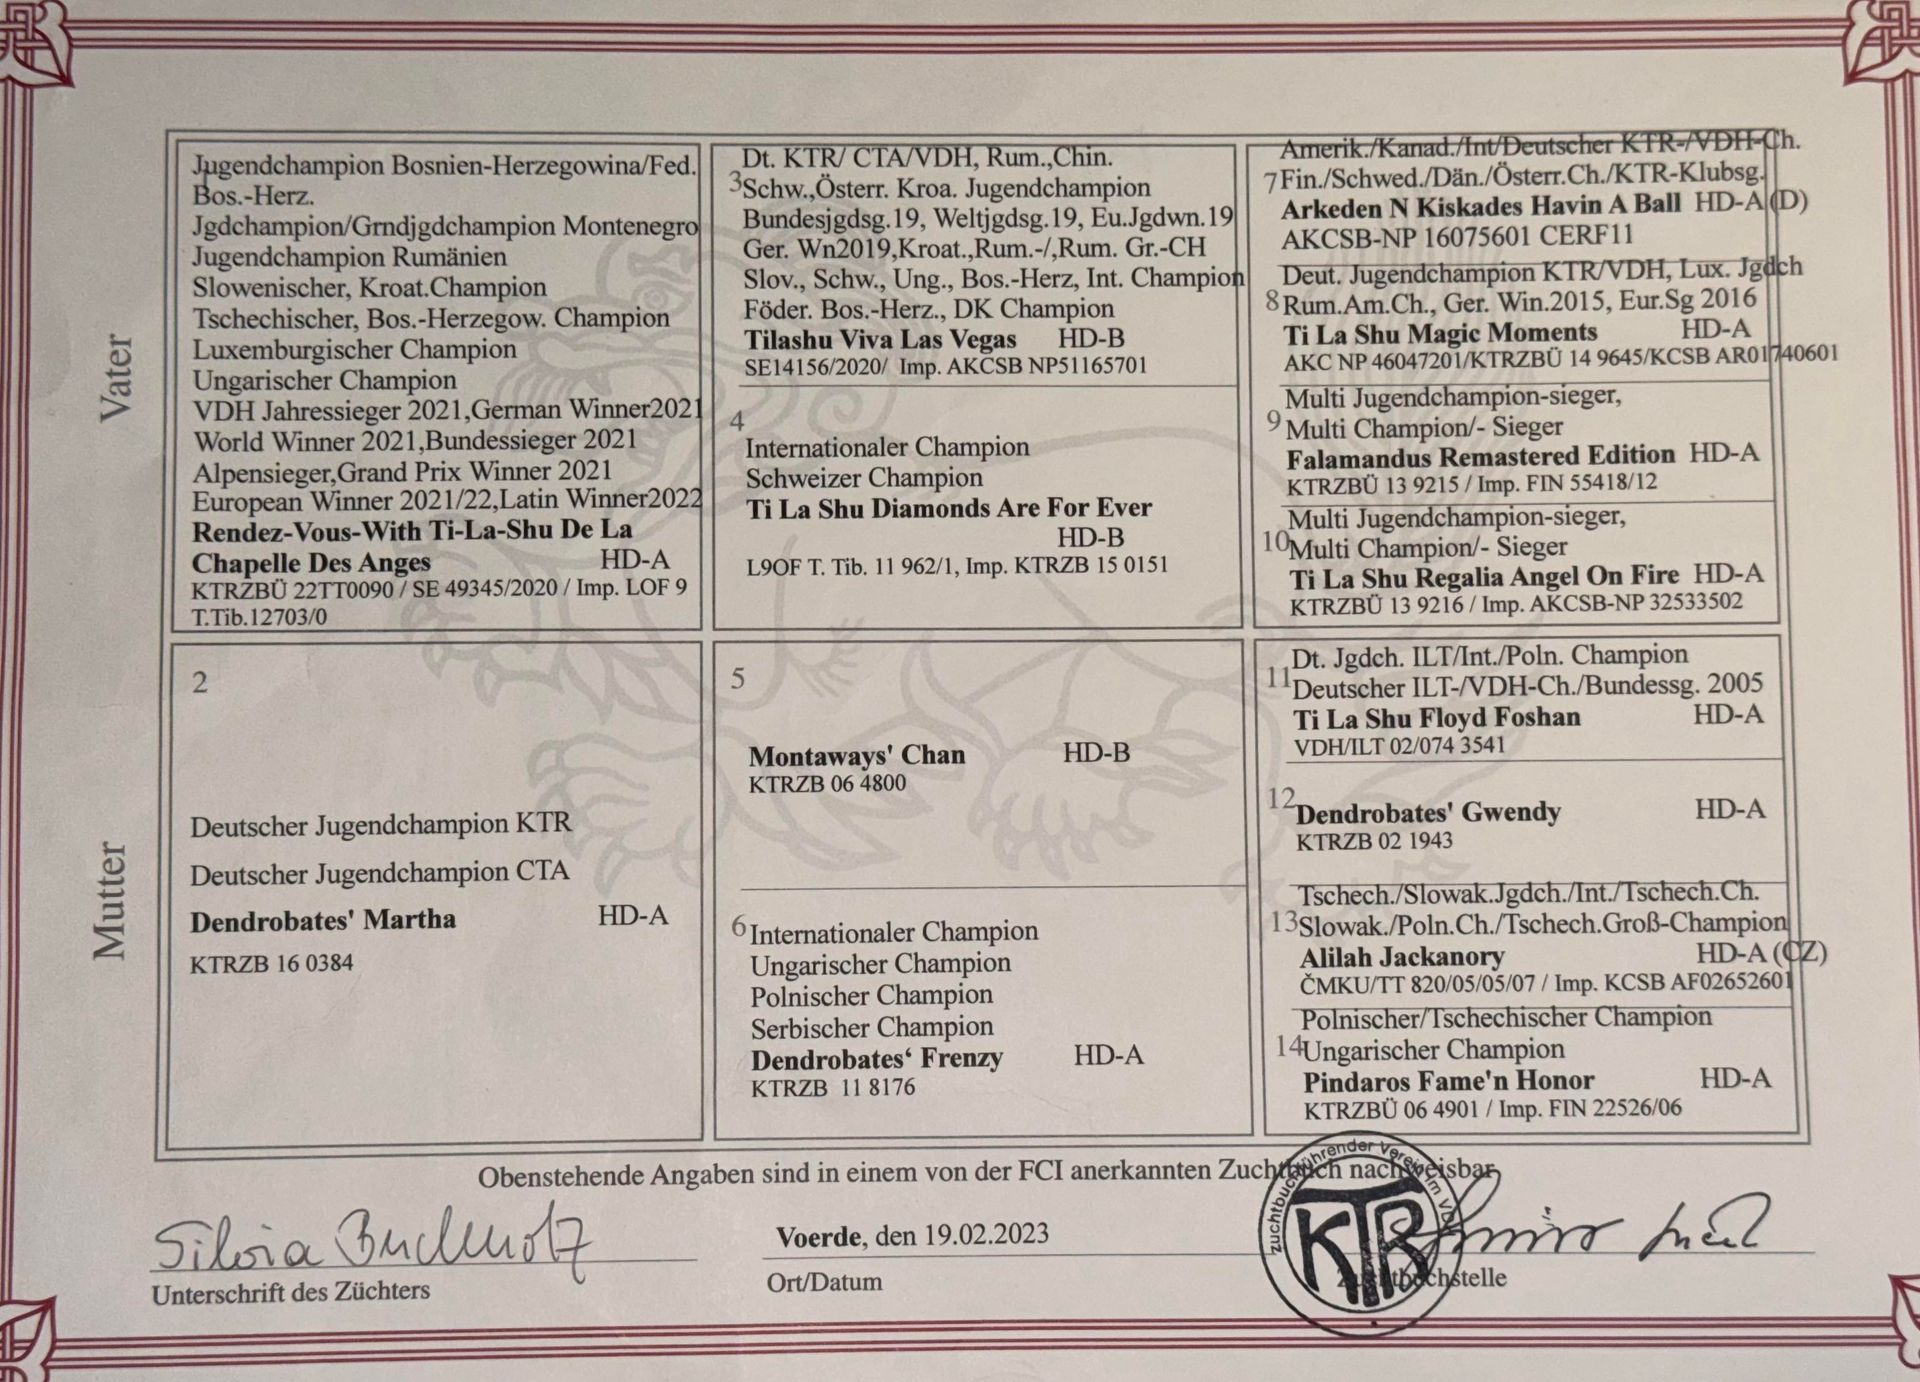 Vater
Jugendchampion Bosnien-Herzegowina/Fed.
Bos.-Herz.
Jgdchampion/Grndjgdchampion Montenegro
Jugendchampion Rumänien
Slowenischer, Kroat.Champion
Tschechischer, Bos.-Herzegow. Champion
Luxemburgischer Champion
Ungarischer Champion
VDH Jahressieger 2021,German Winner2021
World Winner 2021,Bundessieger 2021
Alpensieger,Grand Prix Winner 2021
European Winner 2021/22,Latin Winner2022
Rendez-Vous-With Ti-La-Shu De La
Chapelle Des Anges HD-A
KTRZBÜ 22TT0090 / SE 49345/2020 / Imp. LOF 9
T.Tib.12703/0
Dt. KTR/ CTA/VDH, Rum.,Chin.
3 Schw.,Österr. Kroa. Jugendchampion
Bundesjgdsg.19, Weltjgdsg.19, Eu.Jgdwn.19
Ger. Wn2019,Kroat.,Rum.-/,Rum. Gr.-CH
Slov., Schw., Ung., Bos.-Herz, Int. Champion
Föder. Bos.-Herz., DK Champion
Tilashu Viva Las Vegas HD-B
SE14156/2020/ Imp. AKCSB NP51165701
4
Internationaler Champion
Schweizer Champion
Ti La Shu Diamonds Are For Ever
HD-B
L9OF T. Tib. 11 962/1, Imp. KTRZB 15 0151
Amerik./Kanad./Int/Deutscher KTR-/VDH-Ch.
7 Fin./Schwed./Dän./Österr.Ch./KTR-Klubsg.
Arkeden N Kiskades Havin A Ball HD-A (D)
AKCSB-NP 16075601 CERF11
Deut. Jugendchampion KTR/VDH, Lux. Jgdch
8 Rum.Am.Ch., Ger. Win.2015, Eur.Sg 2016
Ti La Shu Magic Moments HD-A
AKC NP 46047201/KTRZBÜ 14 9645/KCSB AR01740601
Multi Jugendchampion-sieger,
9 Multi Champion/- Sieger
Falamandus Remastered Edition HD-A
KTRZBÜ 13 9215 / Imp. FIN 55418/12
Multi Jugendchampion-sieger,
10 Multi Champion/- Sieger
Ti La Shu Regalia Angel On Fire HD-A
KTRZBÜ 13 9216 / Imp. AKCSB-NP 32533502
Mutter
2
Deutscher Jugendchampion KTR
Deutscher Jugendchampion CTA
Dendrobates' Martha HD-A
KTRZB 16 0384
5
Montaways' Chan HD-B
KTRZB 06 4800
6 Internationaler Champion
Ungarischer Champion
Polnischer Champion
Serbischer Champion
Dendrobates‘ Frenzy HD-A
KTRZB 11 8176
Dt. Jgdch. ILT/Int./Poln. Champion
11 Deutscher ILT-/VDH-Ch./Bundessg. 2005
Ti La Shu Floyd Foshan HD-A
VDH/ILT 02/074 3541
12 Dendrobates' Gwendy HD-A
KTRZB 02 1943
Tschech./Slowak.Jgdch./Int./Tschech.Ch.
13 Slowak./Poln.Ch./Tschech.Groß-Champion
Alilah Jackanory HD-A (CZ)
ČMKU/TT 820/05/05/07 / Imp. KCSB AF02652601
Polnischer/Tschechischer Champion
14 Ungarischer Champion
Pindaros Fame'n Honor HD-A
KTRZBÜ 06 4901 / Imp. FIN 22526/06
Obenstehende Angaben sind in einem von der FCI anerkannten Zuchtbuch nachweisbar
Silvia Buchholz
Unterschrift des Züchters
Voerde, den 19.02.2023
Ort/Datum
zuchtbuchführender Verein im VDH
KTR
Zuchtbuchstelle